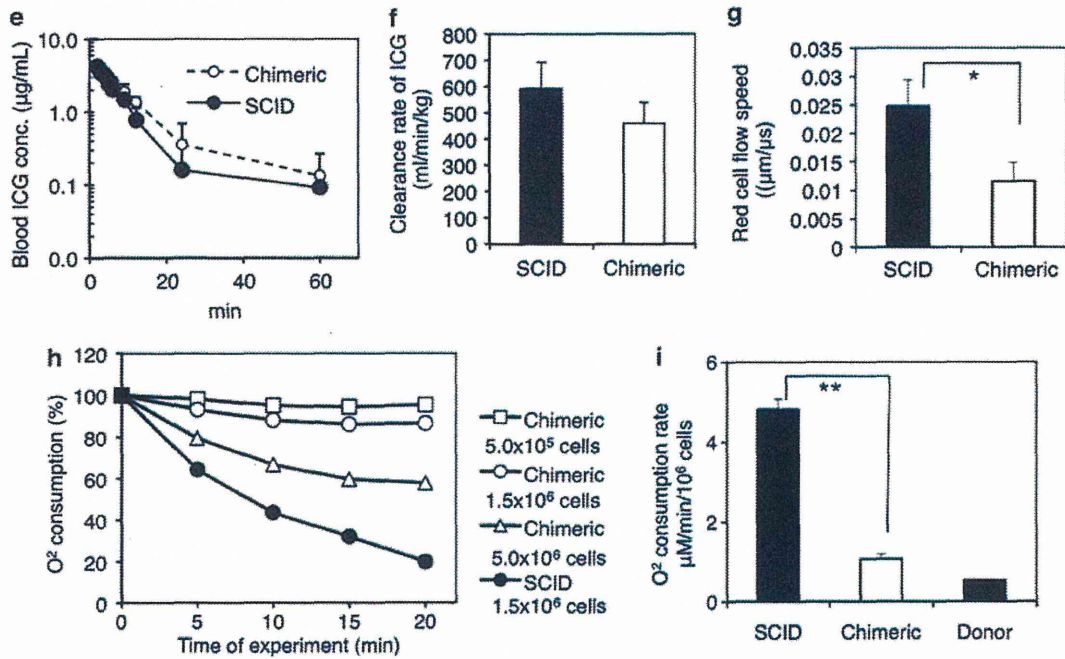 e
Blood ICG conc. (µg/mL)
10.0
1.0
0.1
0.0
0 20 40 60
min
Chimeric
SCID
f
Clearance rate of ICG
(ml/min/kg)
800
700
600
500
400
300
200
100
0
SCID Chimeric
g
Red cell flow speed
((µm/µs)
0.035
0.03
0.025
0.02
0.015
0.01
0.005
0
*
SCID Chimeric
h
O² consumption (%)
120
100
80
60
40
20
0
0 5 10 15 20
Time of experiment (min)
Chimeric
5.0x10⁵ cells
Chimeric
1.5x10⁶ cells
Chimeric
5.0x10⁶ cells
SCID
1.5x10⁶ cells
i
O² consumption rate
µM/min/10⁶ cells
6
4
2
0
**
SCID Chimeric Donor